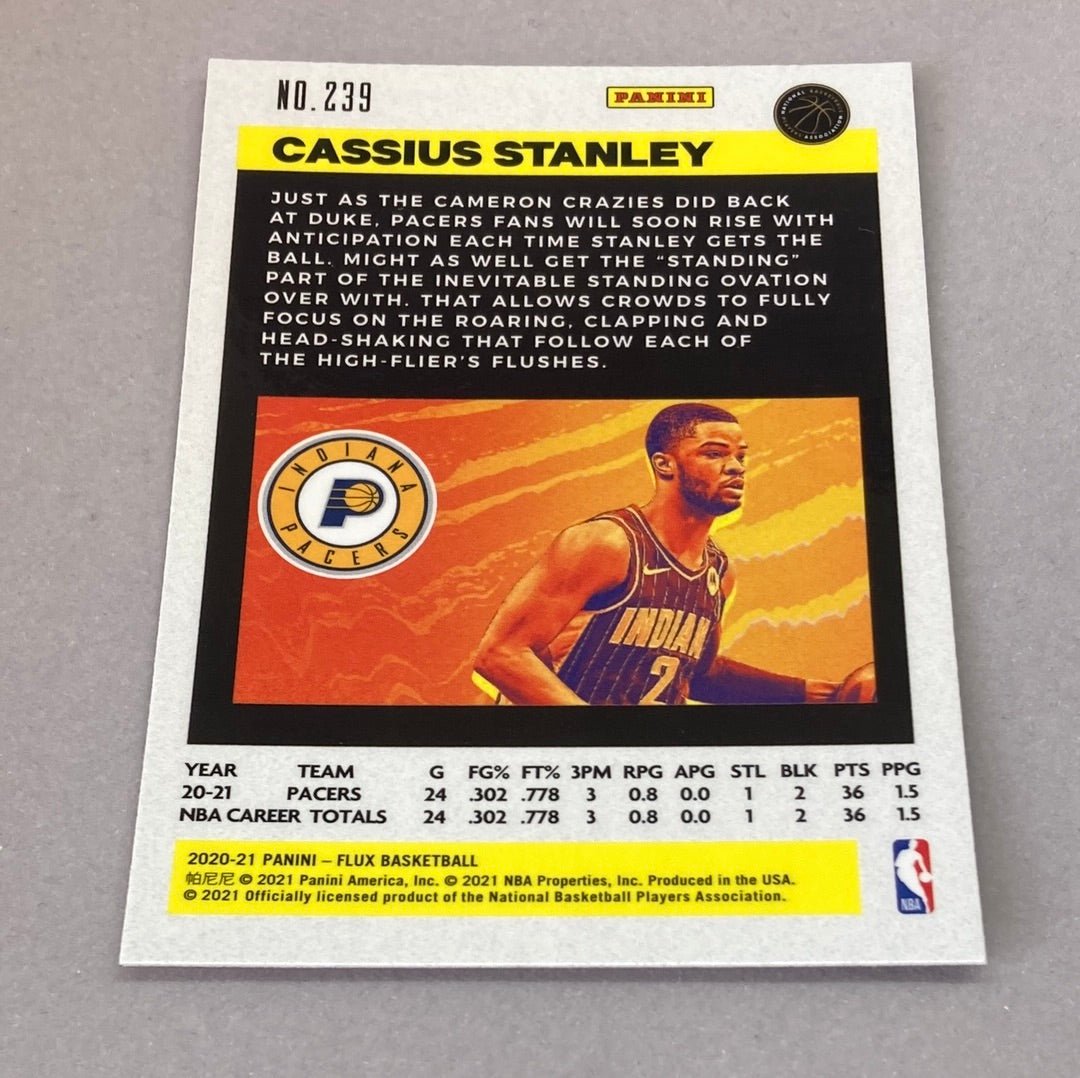 NO. 239
PANINI
NATIONAL BASKETBALL PLAYERS ASSOCIATION
CASSIUS STANLEY
JUST AS THE CAMERON CRAZIES DID BACK
AT DUKE, PACERS FANS WILL SOON RISE WITH
ANTICIPATION EACH TIME STANLEY GETS THE
BALL. MIGHT AS WELL GET THE “STANDING”
PART OF THE INEVITABLE STANDING OVATION
OVER WITH. THAT ALLOWS CROWDS TO FULLY
FOCUS ON THE ROARING, CLAPPING AND
HEAD-SHAKING THAT FOLLOW EACH OF
THE HIGH-FLIER’S FLUSHES.
INDIANA
P
PACERS
INDIAN
2
YEAR TEAM G FG% FT% 3PM RPG APG STL BLK PTS PPG
20-21 PACERS 24 .302 .778 3 0.8 0.0 1 2 36 1.5
NBA CAREER TOTALS 24 .302 .778 3 0.8 0.0 1 2 36 1.5
2020-21 PANINI – FLUX BASKETBALL
帕尼尼 © 2021 Panini America, Inc. © 2021 NBA Properties, Inc. Produced in the USA.
© 2021 Officially licensed product of the National Basketball Players Association.
NBA